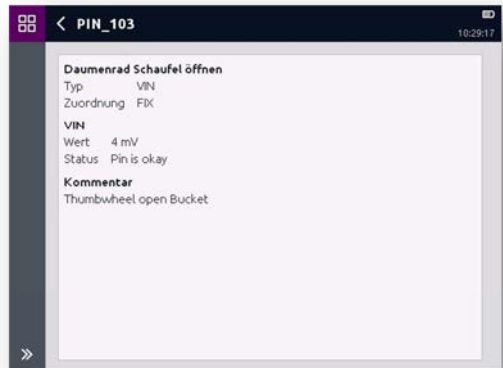 PIN_103
10:29:17
Daumenrad Schaufel öffnen
Typ VIN
Zuordnung FIX
VIN
Wert 4 mV
Status Pin is okay
Kommentar
Thumbwheel open Bucket